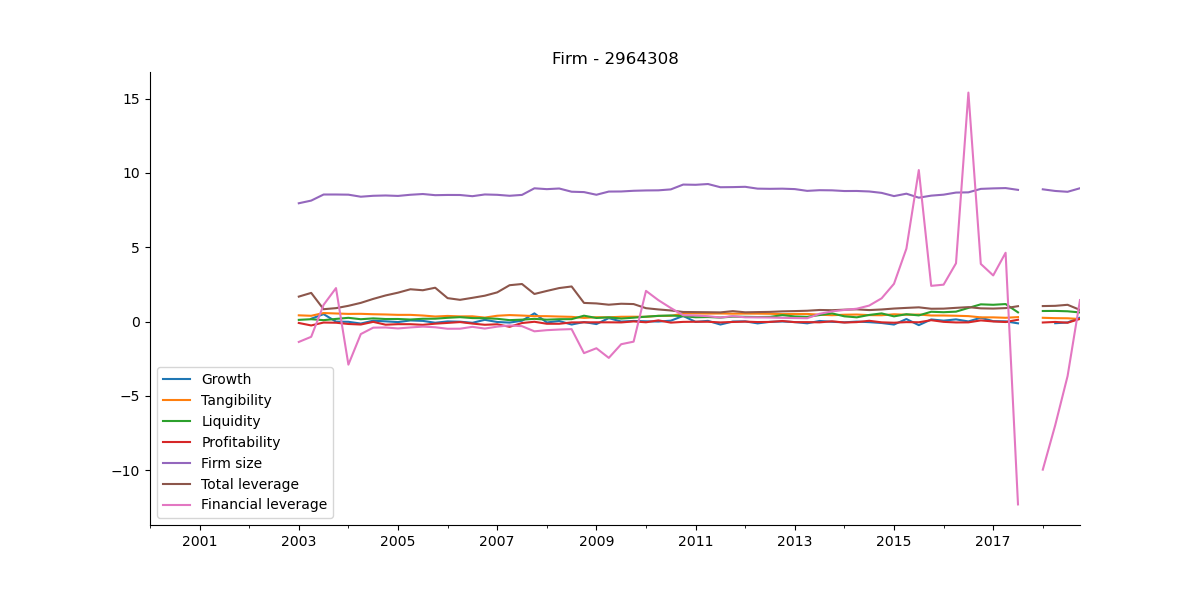 Firm - 2964308
15
10
5
0
−5
−10
Growth
Tangibility
Liquidity
Profitability
Firm size
Total leverage
Financial leverage
2001 2003 2005 2007 2009 2011 2013 2015 2017